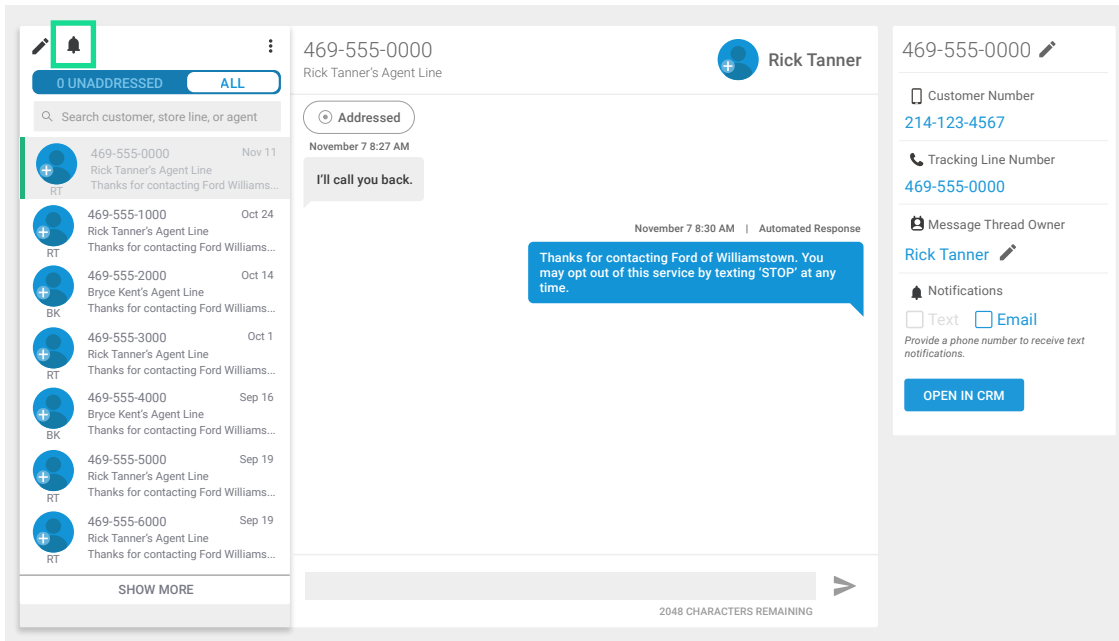 0 UNADDRESSED
ALL
Search customer, store line, or agent
469-555-0000 Nov 11
Rick Tanner's Agent Line
Thanks for contacting Ford Williams...
RT
469-555-1000 Oct 24
Rick Tanner's Agent Line
Thanks for contacting Ford Williams...
RT
469-555-2000 Oct 14
Bryce Kent's Agent Line
Thanks for contacting Ford Williams...
BK
469-555-3000 Oct 1
Rick Tanner's Agent Line
Thanks for contacting Ford Williams...
RT
469-555-4000 Sep 16
Bryce Kent's Agent Line
Thanks for contacting Ford Williams...
BK
469-555-5000 Sep 19
Rick Tanner's Agent Line
Thanks for contacting Ford Williams...
RT
469-555-6000 Sep 19
Rick Tanner's Agent Line
Thanks for contacting Ford Williams...
RT
SHOW MORE
469-555-0000
Rick Tanner's Agent Line
Rick Tanner
Addressed
November 7 8:27 AM
I'll call you back.
November 7 8:30 AM | Automated Response
Thanks for contacting Ford of Williamstown. You
may opt out of this service by texting ‘STOP’ at any
time.
2048 CHARACTERS REMAINING
469-555-0000
Customer Number
214-123-4567
Tracking Line Number
469-555-0000
Message Thread Owner
Rick Tanner
Notifications
Text Email
Provide a phone number to receive text
notifications.
OPEN IN CRM